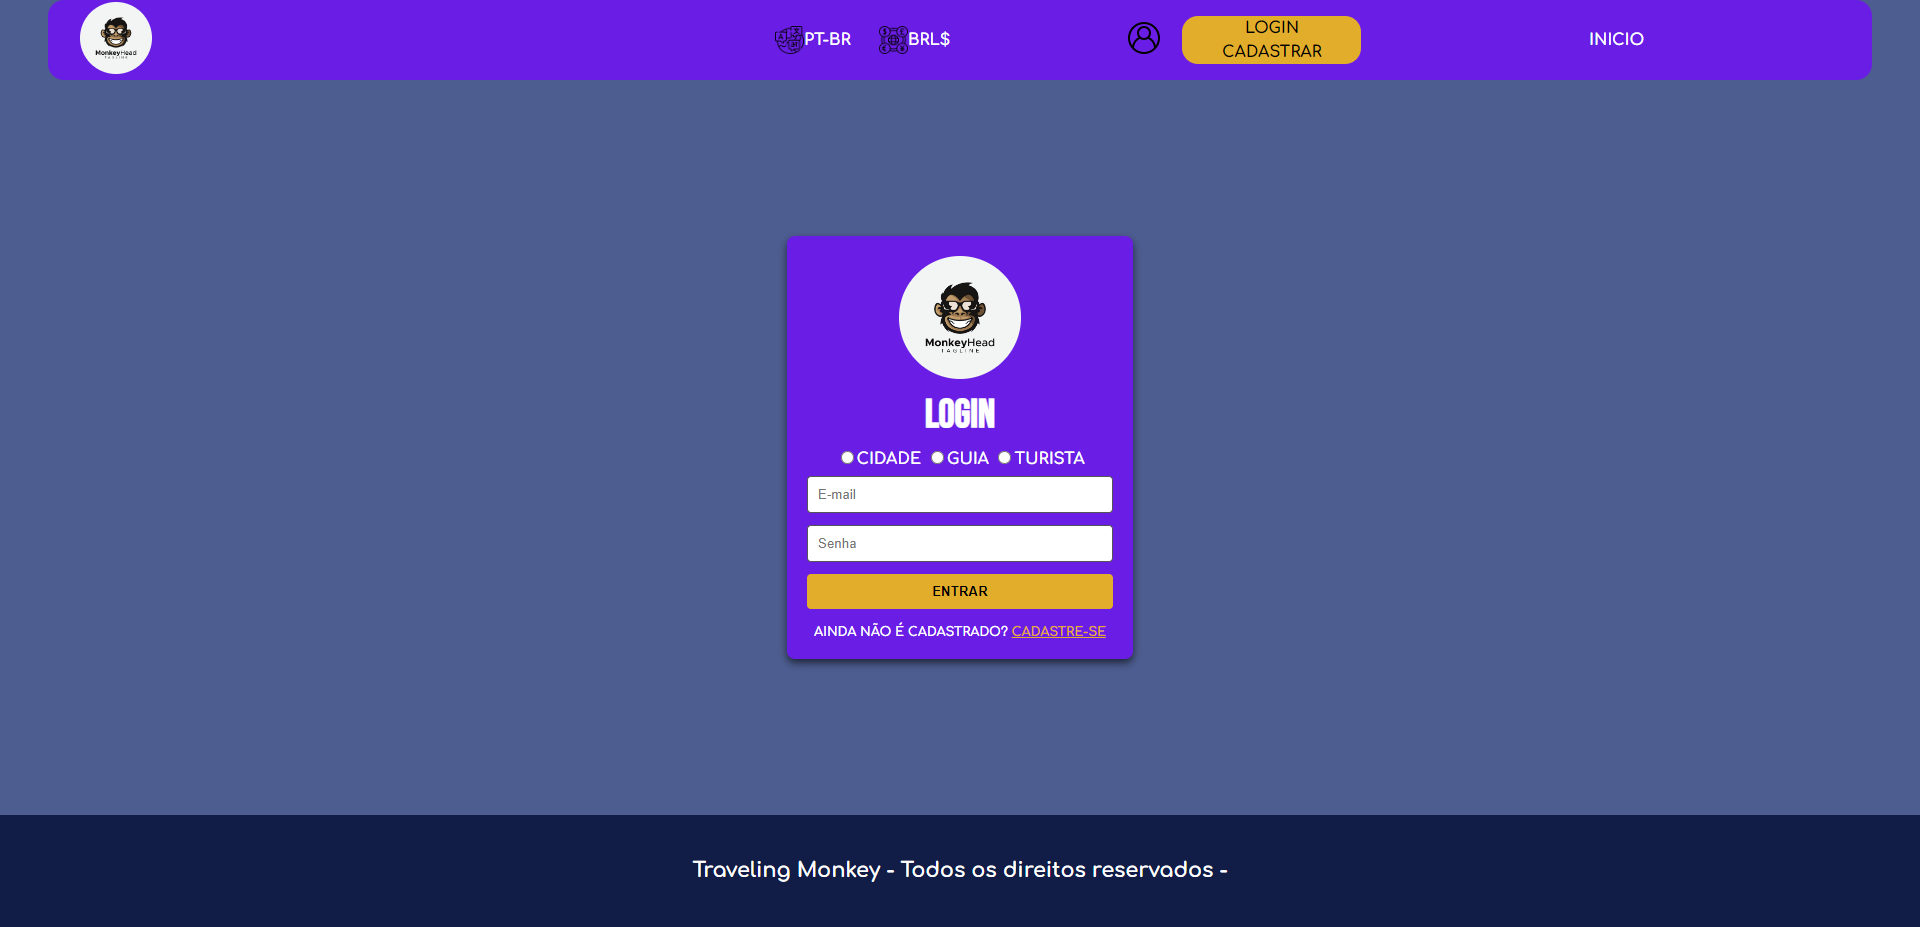 MonkeyHead
TAGLINE
PT-BR
BRL$
LOGIN
CADASTRAR
INICIO
MonkeyHead
TAGLINE
LOGIN
CIDADE GUIA TURISTA
E-mail
Senha
ENTRAR
AINDA NÃO É CADASTRADO? CADASTRE-SE
Traveling Monkey - Todos os direitos reservados -